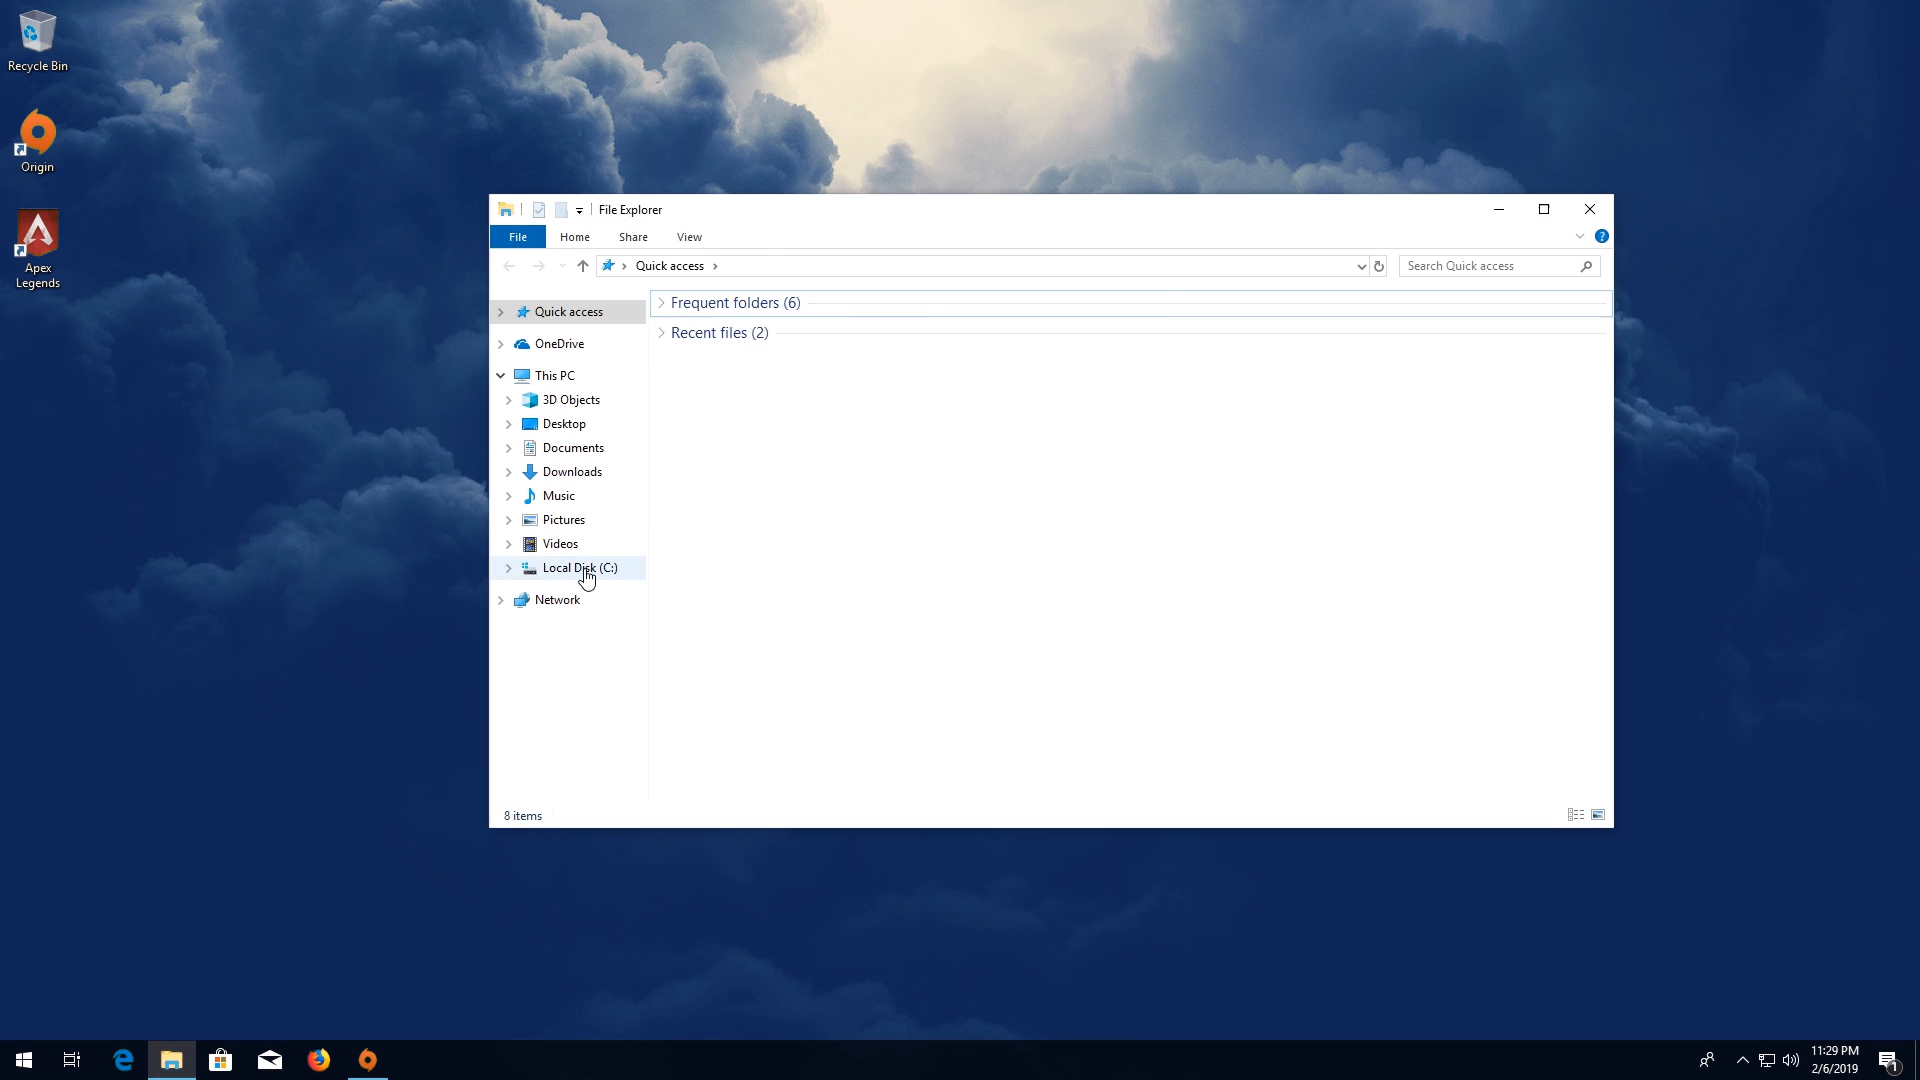 Recycle Bin
Origin
Apex
Legends
File Explorer
File
Home
Share
View
?
Quick access
Search Quick access
Quick access
OneDrive
This PC
3D Objects
Desktop
Documents
Downloads
Music
Pictures
Videos
Local Disk (C:)
Network
Frequent folders (6)
Recent files (2)
8 items
11:29 PM
2/6/2019
1